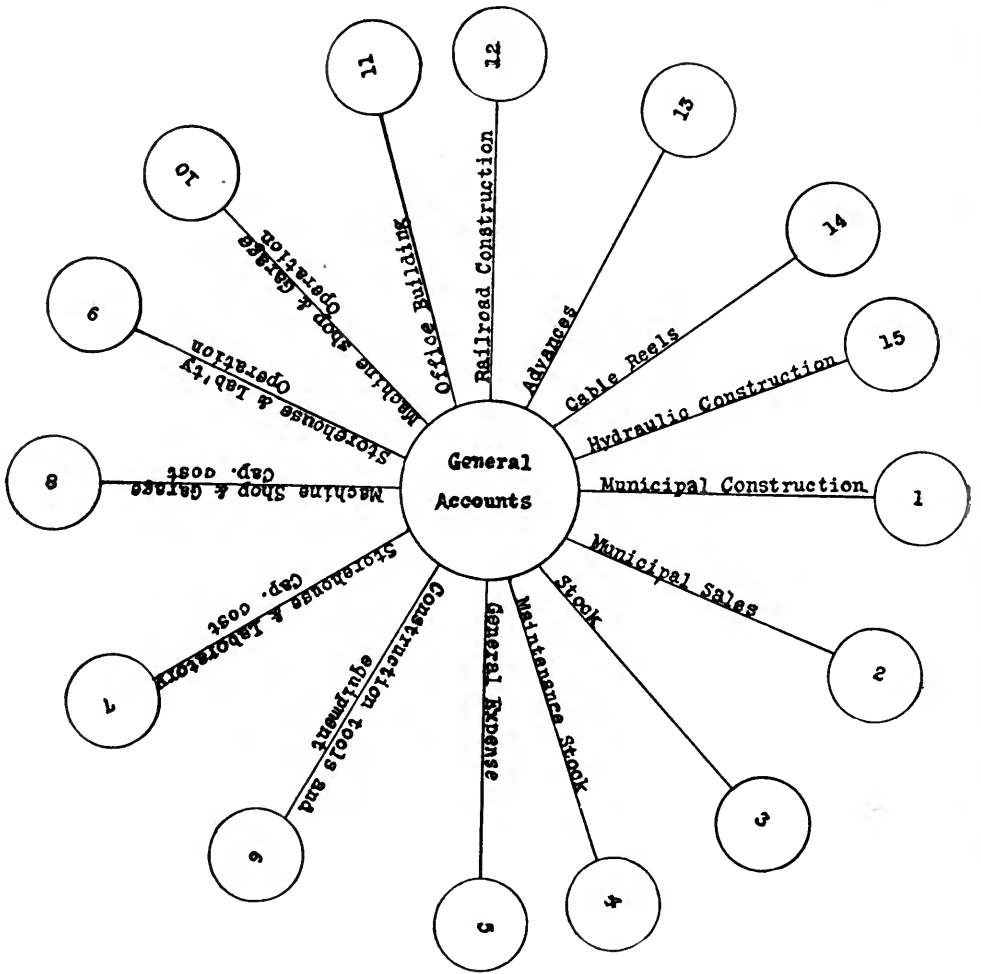 General
Accounts
Municipal Construction
1
Municipal Sales
2
Stock
3
Maintenance Stock
4
General Expense
5
Construction tools and
equipment
6
Storehouse & Laboratory
Cap. cost
7
Machine Shop & Garage
Cap. cost
8
Storehouse & Lab'ty
Operation
9
Machine shop & Garage
Operation
10
Office Building
11
Railroad Construction
12
Advances
13
Cable Reels
14
Hydraulic Construction
15